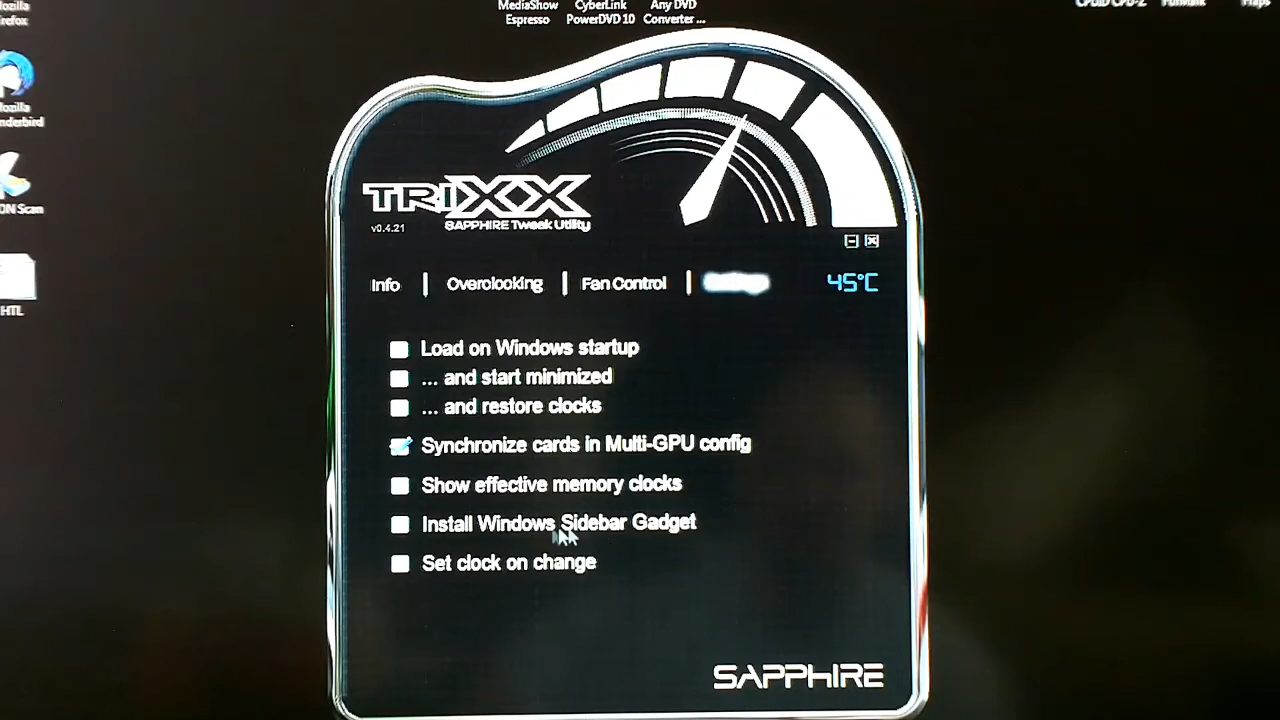 MediaShow
Espresso
CyberLink
PowerDVD 10
Any DVD
Converter ...
TRIXX
v0.4.21
SAPPHIRE Tweak Utility
Info
Overclocking
Fan Control
45°C
Load on Windows startup
... and start minimized
... and restore clocks
Synchronize cards in Multi-GPU config
Show effective memory clocks
Install Windows Sidebar Gadget
Set clock on change
SAPPHIRE
Scan
HTL